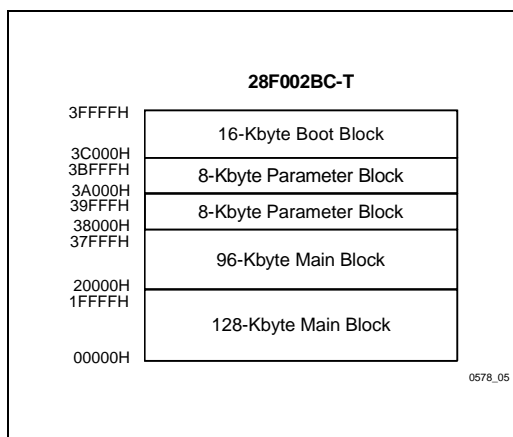 28F002BC-T
3FFFFH
16-Kbyte Boot Block
3C000H
3BFFFH
8-Kbyte Parameter Block
3A000H
39FFFH
8-Kbyte Parameter Block
38000H
37FFFH
96-Kbyte Main Block
20000H
1FFFFH
128-Kbyte Main Block
00000H
0578_05